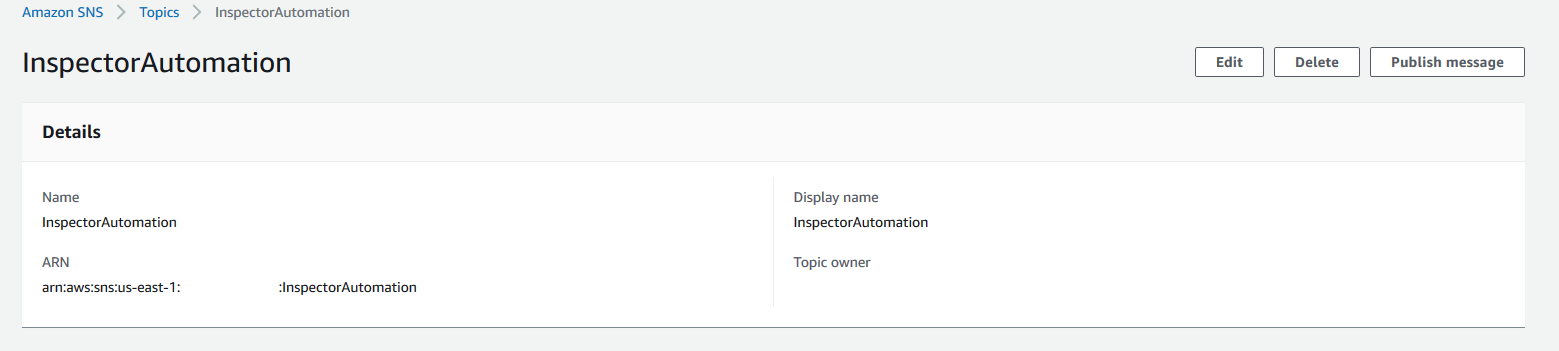 Amazon SNS > Topics > InspectorAutomation
InspectorAutomation
Edit Delete Publish message
Details
Name
InspectorAutomation
Display name
InspectorAutomation
ARN
arn:aws:sns:us-east-1: :InspectorAutomation
Topic owner